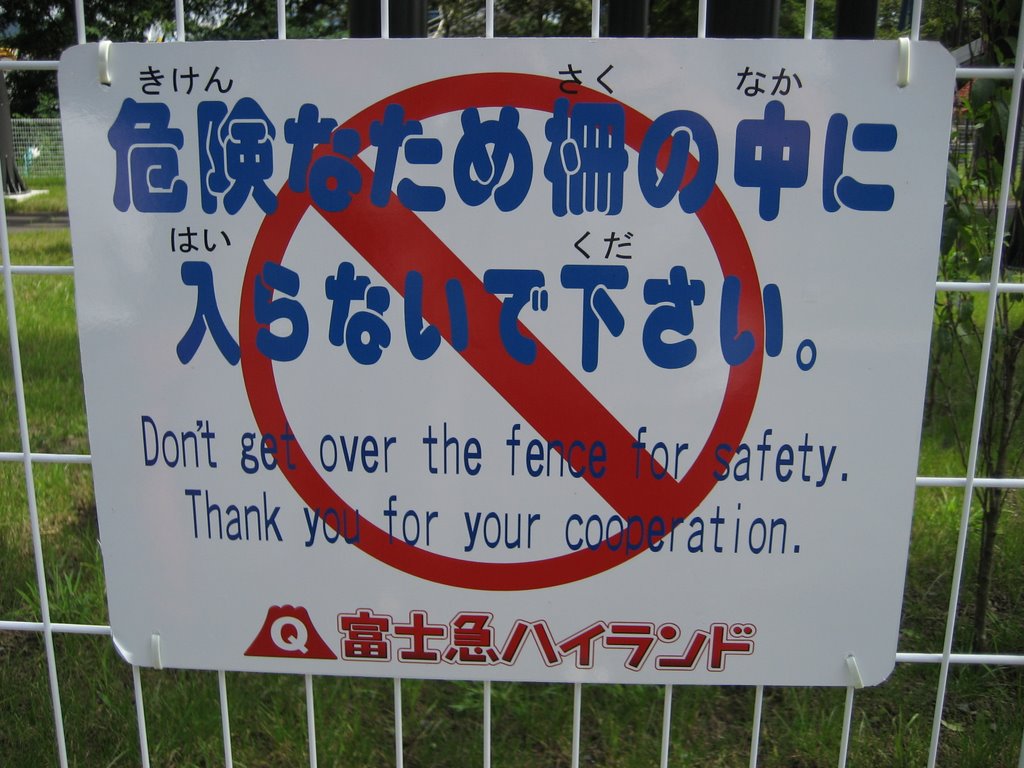 きけん さく なか
危険なため柵の中に
はい くだ
入らないで下さい。
Don't get over the fence for safety.
Thank you for your cooperation.
Q 富士急ハイランド